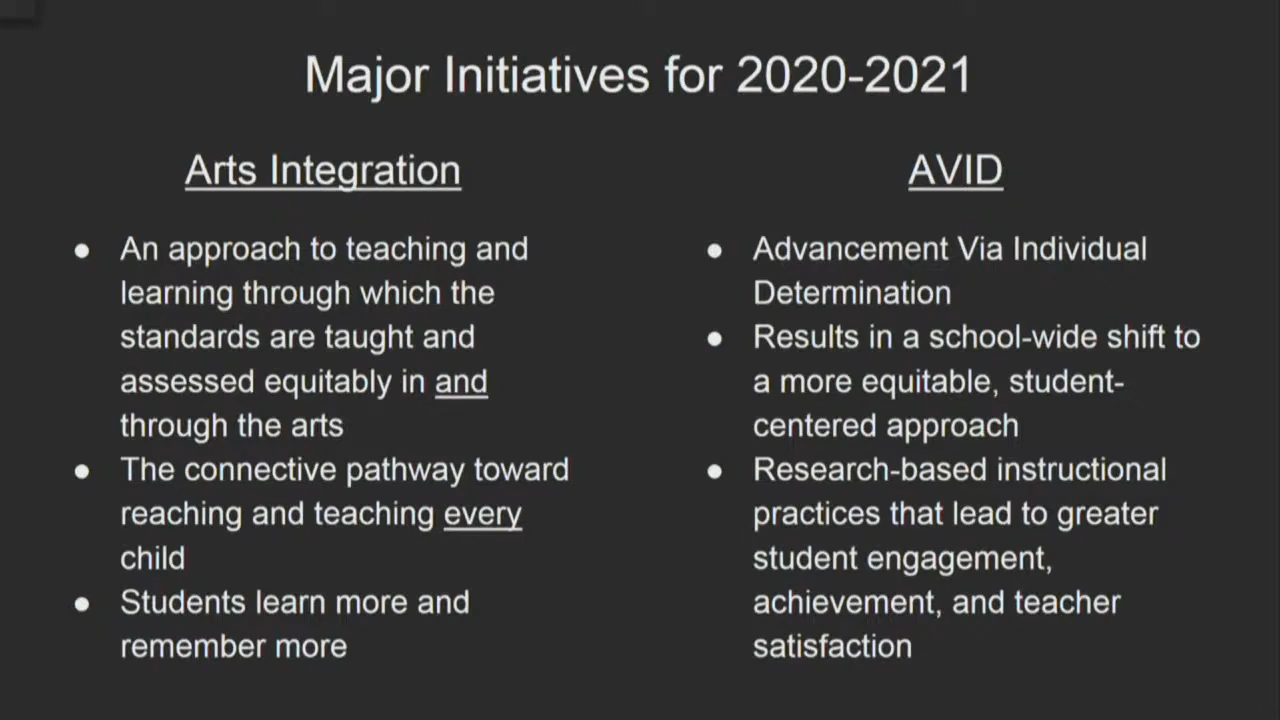 Major Initiatives for 2020-2021
Arts Integration
● An approach to teaching and
learning through which the
standards are taught and
assessed equitably in and
through the arts
● The connective pathway toward
reaching and teaching every
child
● Students learn more and
remember more
AVID
● Advancement Via Individual
Determination
● Results in a school-wide shift to
a more equitable, student-
centered approach
● Research-based instructional
practices that lead to greater
student engagement,
achievement, and teacher
satisfaction